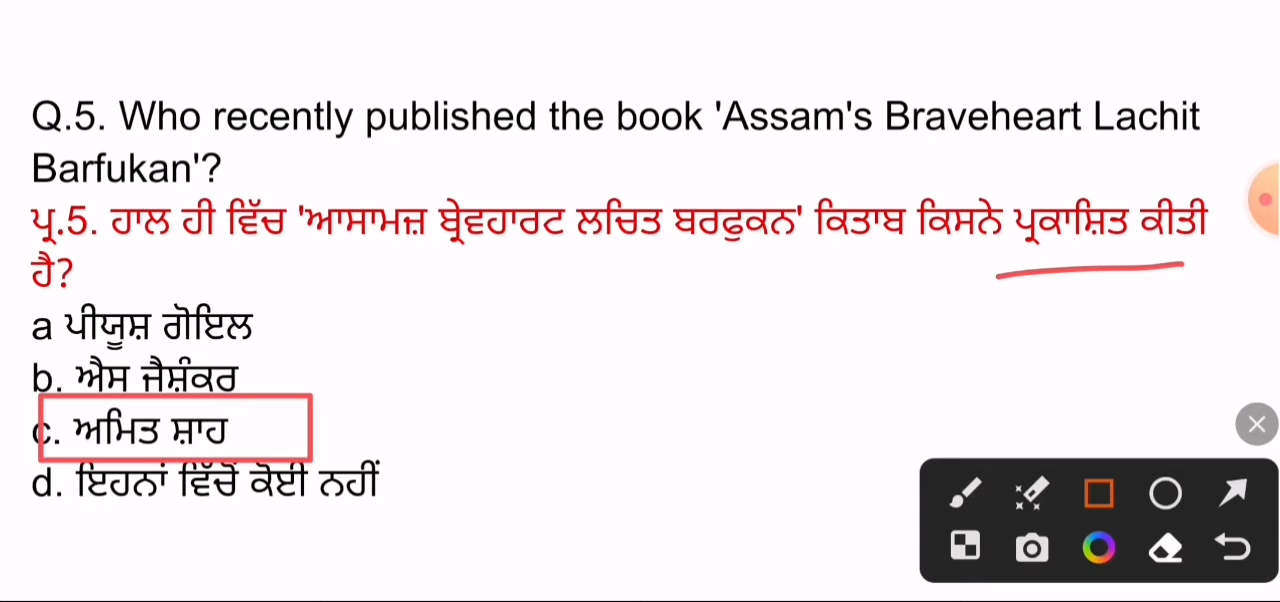 Q.5. Who recently published the book 'Assam's Braveheart Lachit
Barfukan'?
ਪ੍ਰ.5. ਹਾਲ ਹੀ ਵਿੱਚ 'ਆਸਾਮਜ਼ ਬ੍ਰੇਵਹਾਰਟ ਲਚਿਤ ਬਰਫੁਕਨ' ਕਿਤਾਬ ਕਿਸਨੇ ਪ੍ਰਕਾਸ਼ਿਤ ਕੀਤੀ
ਹੈ?
a ਪੀਯੂਸ਼ ਗੋਇਲ
b. ਐਸ ਜੈਸ਼ੰਕਰ
c. ਅਮਿਤ ਸ਼ਾਹ
d. ਇਹਨਾਂ ਵਿੱਚੋਂ ਕੋਈ ਨਹੀਂ